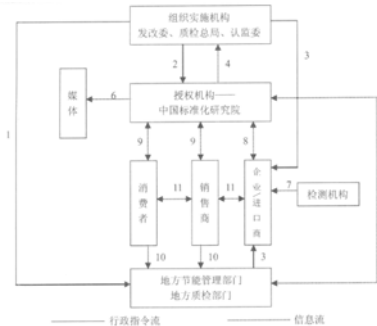 组织实施机构
发改委、质检总局、认监委
2
4
3
媒体
6
授权机构——
中国标准化研究院
1
9
9
8
消费者
11
销售商
11
企业/进口商
7
检测机构
10
10
3
地方节能管理部门
地方质检部门
行政指令流
信息流